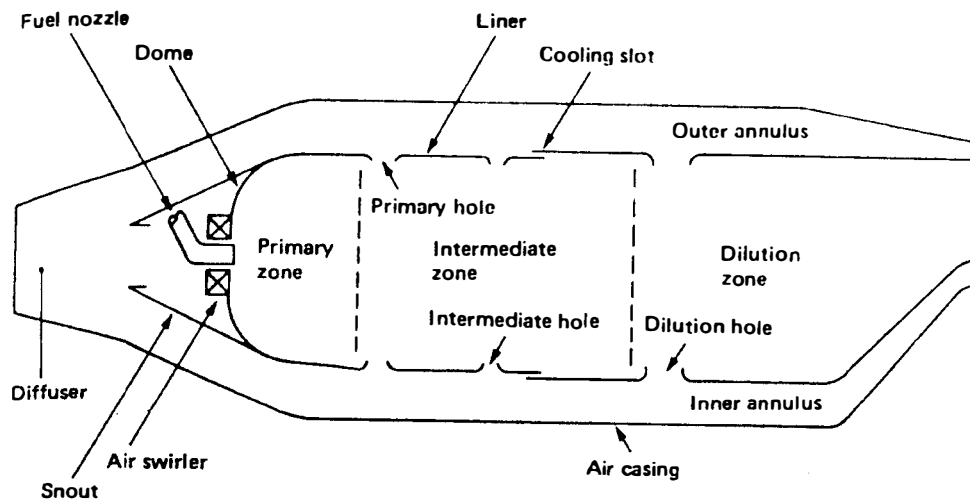 Fuel nozzle
Liner
Dome
Cooling slot
Outer annulus
Primary hole
Primary
zone
Intermediate
zone
Dilution
zone
Intermediate hole
Dilution hole
Diffuser
Inner annulus
Air swirler
Air casing
Snout